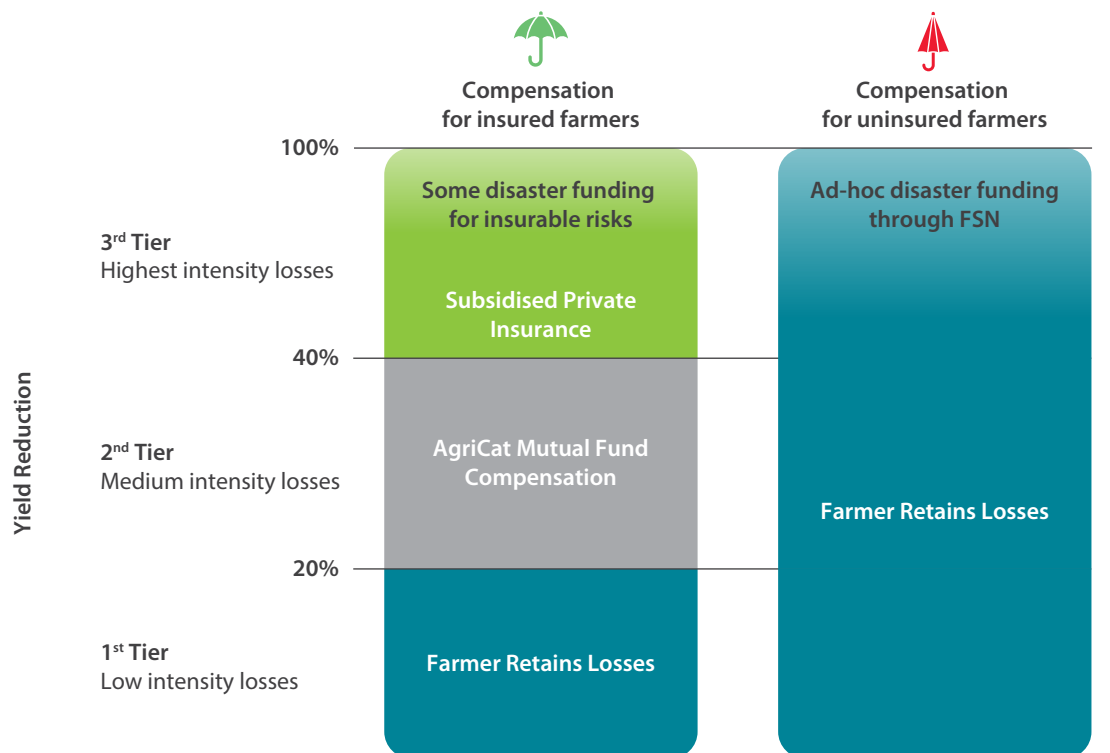 Compensation
for insured farmers
Compensation
for uninsured farmers
100%
Some disaster funding
for insurable risks
Ad-hoc disaster funding
through FSN
3rd Tier
Highest intensity losses
Subsidised Private
Insurance
40%
Yield Reduction
2nd Tier
Medium intensity losses
AgriCat Mutual Fund
Compensation
Farmer Retains Losses
20%
1st Tier
Low intensity losses
Farmer Retains Losses